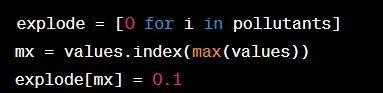 explode = [0 for i in pollutants]
mx = values.index(max(values))
explode[mx] = 0.1